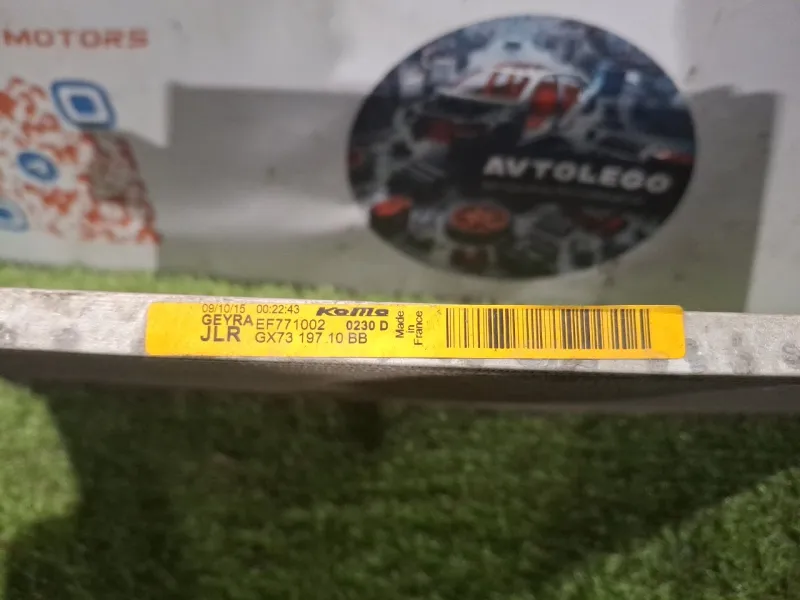 MOTORS
AVTOLEGO
09/10/15 00:22:43 KoMo
GEYRA EF771002 0230 D
JLR GX73 197 10 BB
Made
in
France